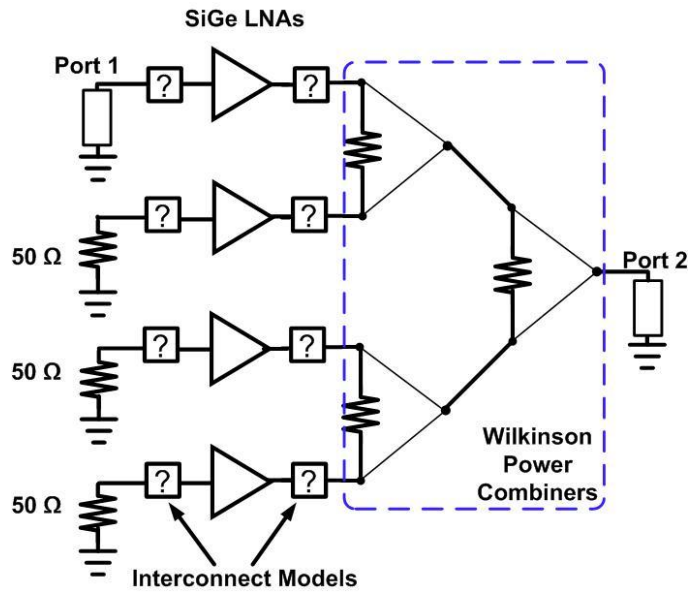 SiGe LNAs
Port 1
? ?
? ?
50 Ω
Port 2
? ?
50 Ω
Wilkinson
Power
Combiners
? ?
50 Ω
Interconnect Models